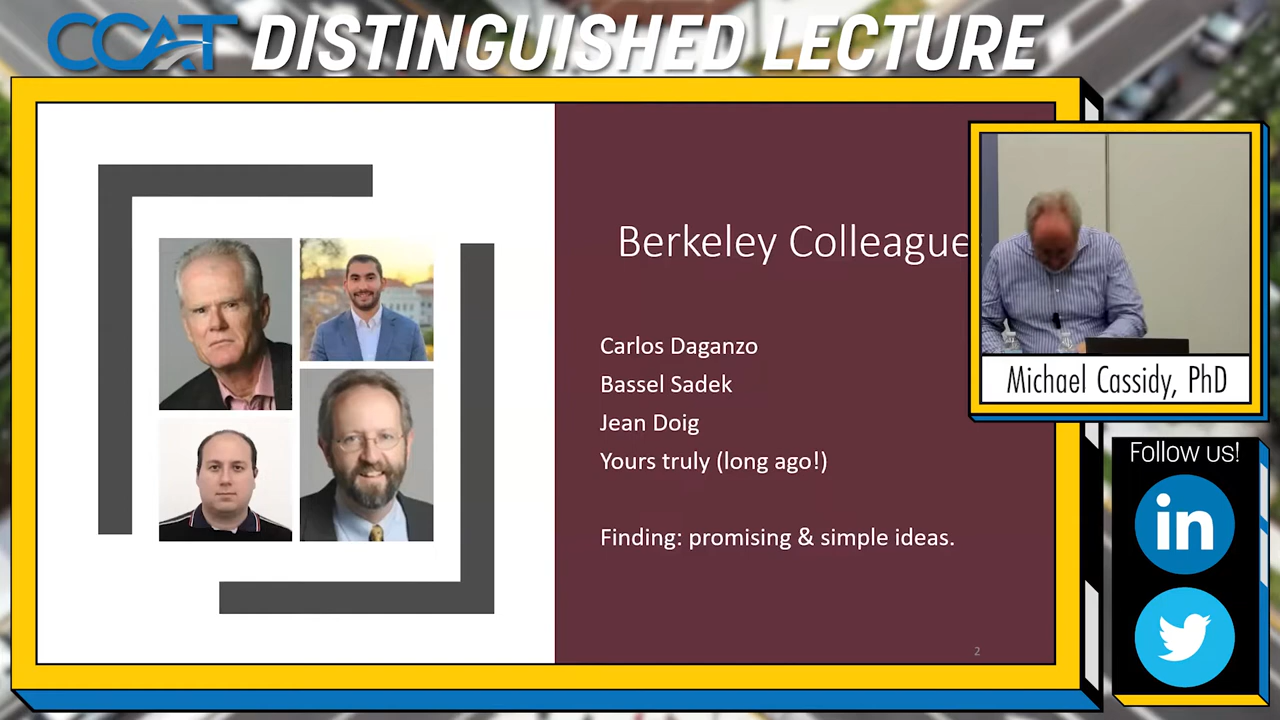 CCAT DISTINGUISHED LECTURE
Berkeley Colleague
Carlos Daganzo
Bassel Sadek
Jean Doig
Yours truly (long ago!)
Finding: promising & simple ideas.
2
Michael Cassidy, PhD
Follow us!
in